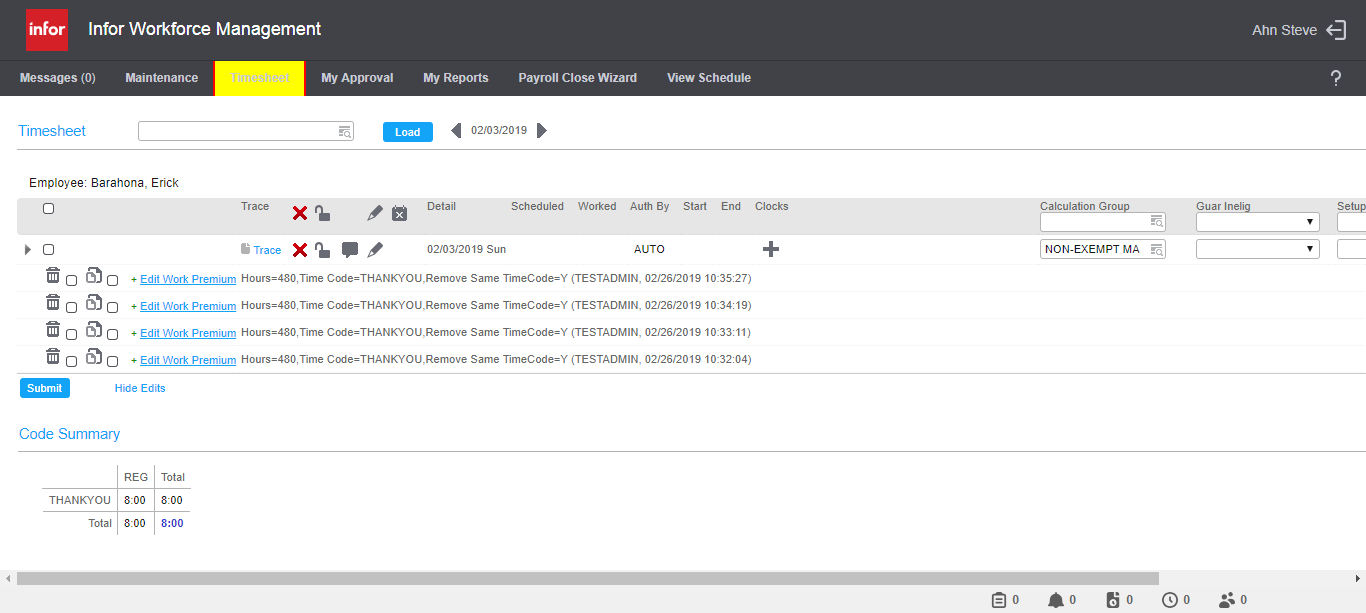 infor Infor Workforce Management Ahn Steve
Messages (0) Maintenance Timesheet My Approval My Reports Payroll Close Wizard View Schedule ?
Timesheet Load 02/03/2019
Employee: Barahona, Erick
Trace Detail Scheduled Worked Auth By Start End Clocks Calculation Group Guar Inelig Setup
Trace 02/03/2019 Sun AUTO NON-EXEMPT MA
+ Edit Work Premium Hours=480,Time Code=THANKYOU,Remove Same TimeCode=Y (TESTADMIN, 02/26/2019 10:35:27)
+ Edit Work Premium Hours=480,Time Code=THANKYOU,Remove Same TimeCode=Y (TESTADMIN, 02/26/2019 10:34:19)
+ Edit Work Premium Hours=480,Time Code=THANKYOU,Remove Same TimeCode=Y (TESTADMIN, 02/26/2019 10:33:11)
+ Edit Work Premium Hours=480,Time Code=THANKYOU,Remove Same TimeCode=Y (TESTADMIN, 02/26/2019 10:32:04)
Submit Hide Edits
Code Summary
REG Total
THANKYOU 8:00 8:00
Total 8:00 8:00
0 0 0 0 0